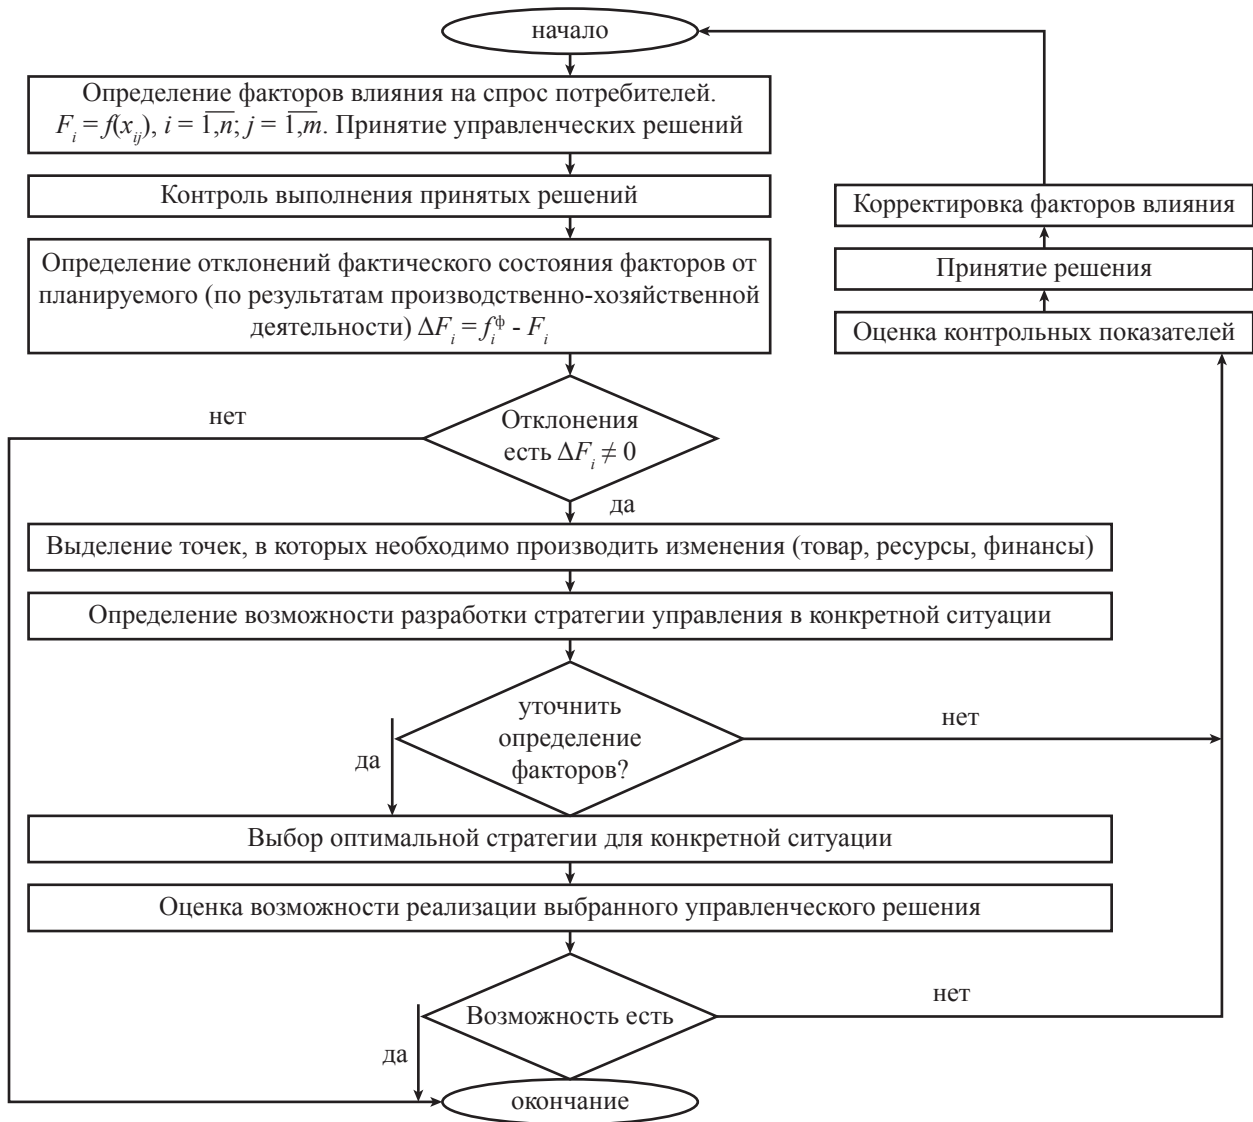 начало
Определение факторов влияния на спрос потребителей.
F_i = f(x_ij), i = \overline{1,n}; j = \overline{1,m}. Принятие управленческих решений
Контроль выполнения принятых решений
Определение отклонений фактического состояния факторов от
планируемого (по результатам производственно-хозяйственной
деятельности) ΔF_i = f_i^ф - F_i
Корректировка факторов влияния
Принятие решения
Оценка контрольных показателей
нет
Отклонения
есть ΔF_i ≠ 0
да
Выделение точек, в которых необходимо производить изменения (товар, ресурсы, финансы)
Определение возможности разработки стратегии управления в конкретной ситуации
уточнить
определение
факторов?
нет
да
Выбор оптимальной стратегии для конкретной ситуации
Оценка возможности реализации выбранного управленческого решения
Возможность есть
нет
да
окончание